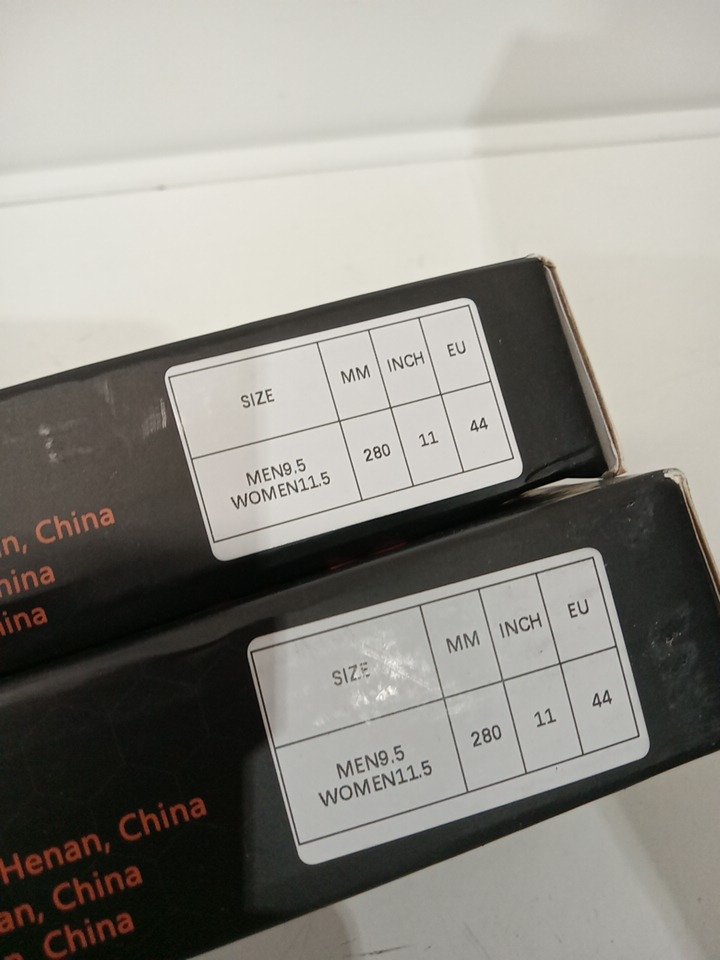 SIZE MM INCH EU
MEN9.5
WOMEN11.5 280 11 44
China
SIZE MM INCH EU
MEN9.5
WOMEN11.5 280 11 44
Henan, China
China
China